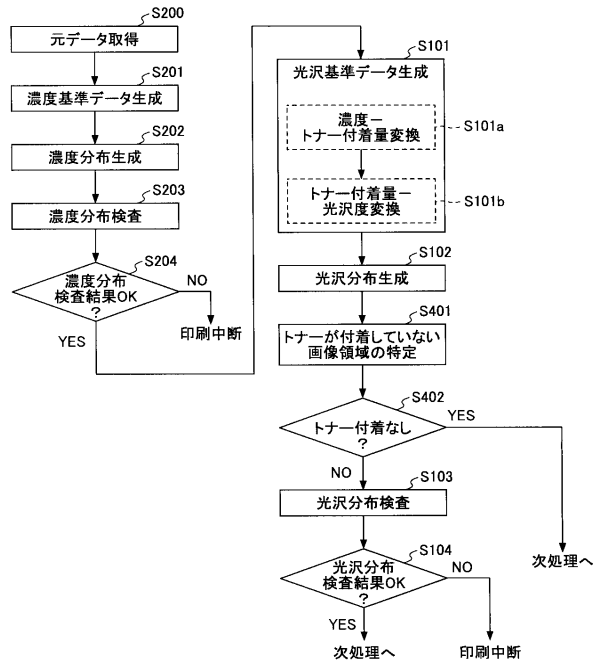 S200
元データ取得
S201
濃度基準データ生成
S202
濃度分布生成
S203
濃度分布検査
S204
濃度分布
検査結果OK
?
NO
印刷中断
YES
S101
光沢基準データ生成
濃度－
トナー付着量変換
S101a
トナー付着量－
光沢度変換
S101b
S102
光沢分布生成
S401
トナーが付着していない
画像領域の特定
S402
トナー付着なし
?
YES
次処理へ
NO
S103
光沢分布検査
S104
光沢分布
検査結果OK
?
NO
印刷中断
YES
次処理へ